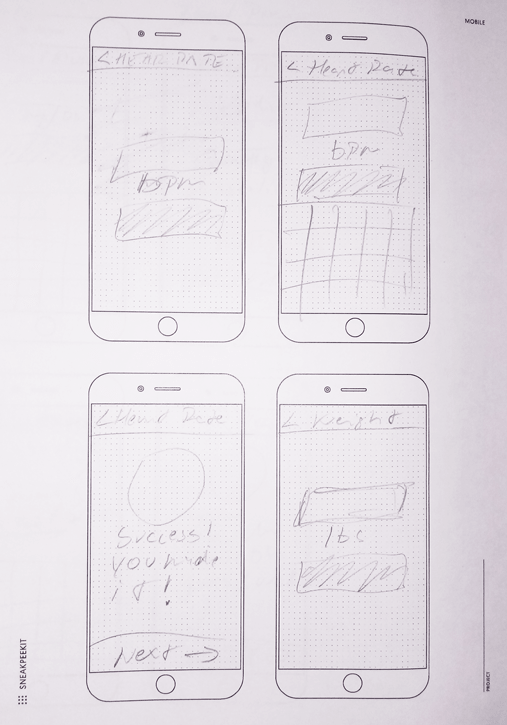 MOBILE
< HEART RATE
bpm
< Heart Rate
bpm
< Heart Rate
Success!
you made
it!
Next →
< Weight
lbs
SNEAKPEEKIT
PROJECT